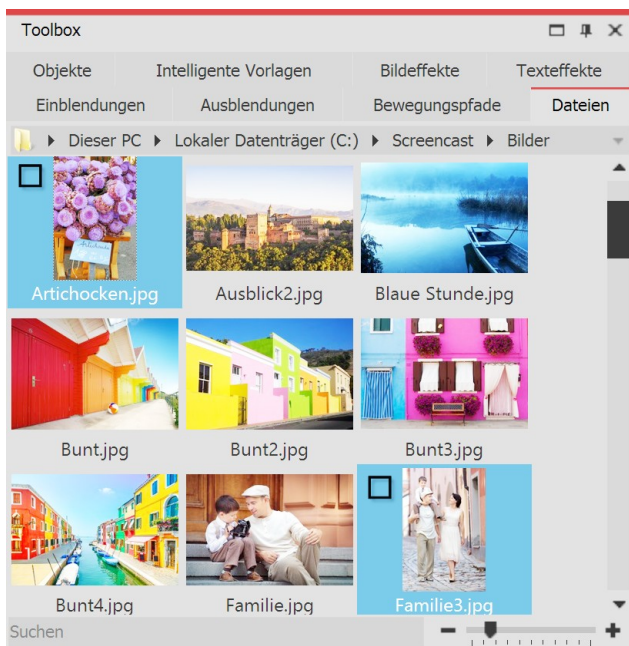 Toolbox
Objekte Intelligente Vorlagen Bildeffekte Texteffekte
Einblendungen Ausblendungen Bewegungspfade Dateien
Dieser PC Lokaler Datenträger (C:) Screencast Bilder
Artichocken.jpg Ausblick2.jpg Blaue Stunde.jpg
Bunt.jpg Bunt2.jpg Bunt3.jpg
Bunt4.jpg Familie.jpg Familie3.jpg
Suchen